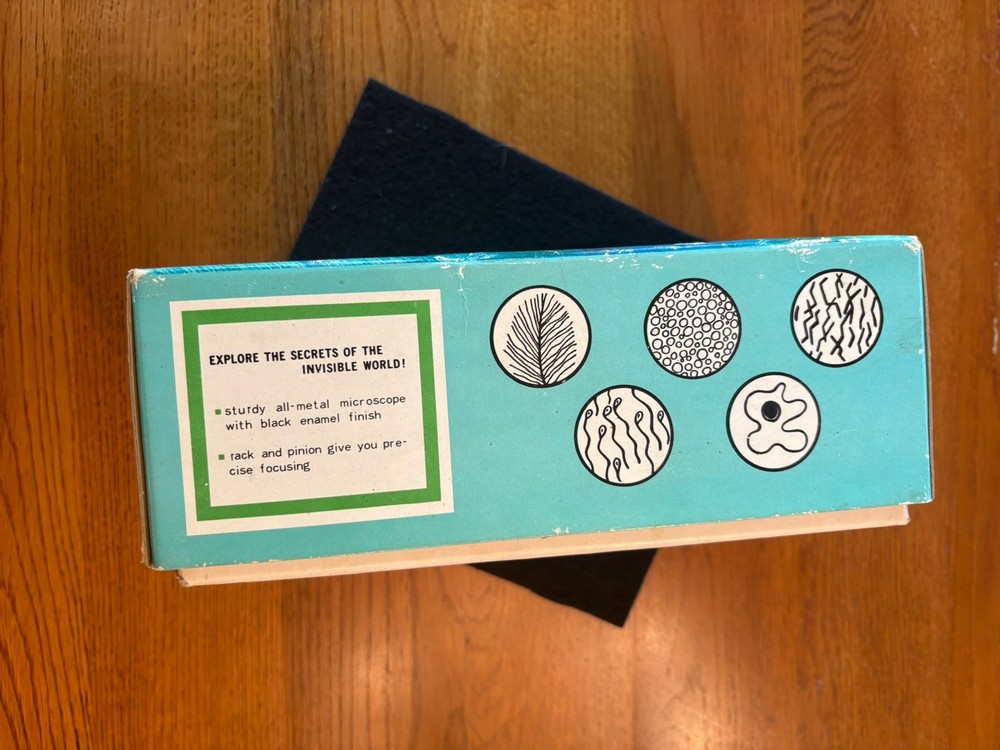 EXPLORE THE SECRETS OF THE
INVISIBLE WORLD!
▪ sturdy all-metal microscope
with black enamel finish
▪ rack and pinion give you pre-
cise focusing